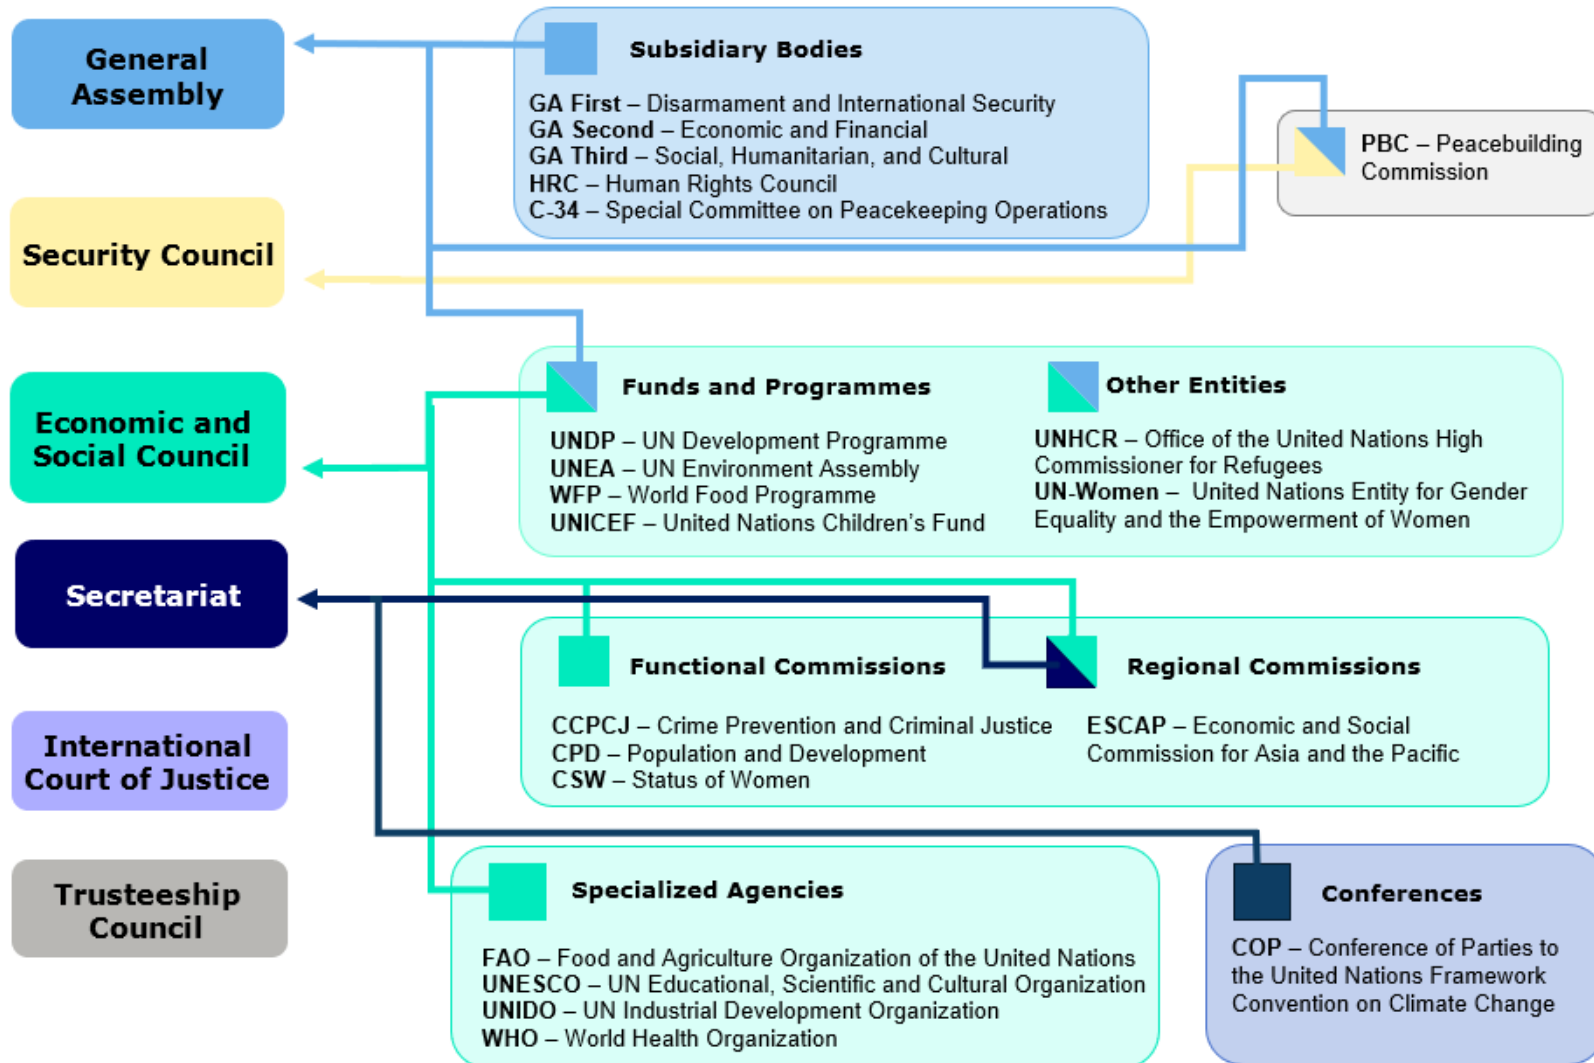 General
Assembly
Security Council
Economic and
Social Council
Secretariat
International
Court of Justice
Trusteeship
Council
Subsidiary Bodies
GA First – Disarmament and International Security
GA Second – Economic and Financial
GA Third – Social, Humanitarian, and Cultural
HRC – Human Rights Council
C-34 – Special Committee on Peacekeeping Operations
PBC – Peacebuilding
Commission
Funds and Programmes
UNDP – UN Development Programme
UNEA – UN Environment Assembly
WFP – World Food Programme
UNICEF – United Nations Children's Fund
Other Entities
UNHCR – Office of the United Nations High
Commissioner for Refugees
UN-Women – United Nations Entity for Gender
Equality and the Empowerment of Women
Functional Commissions
CCPCJ – Crime Prevention and Criminal Justice
CPD – Population and Development
CSW – Status of Women
Regional Commissions
ESCAP – Economic and Social
Commission for Asia and the Pacific
Specialized Agencies
FAO – Food and Agriculture Organization of the United Nations
UNESCO – UN Educational, Scientific and Cultural Organization
UNIDO – UN Industrial Development Organization
WHO – World Health Organization
Conferences
COP – Conference of Parties to
the United Nations Framework
Convention on Climate Change